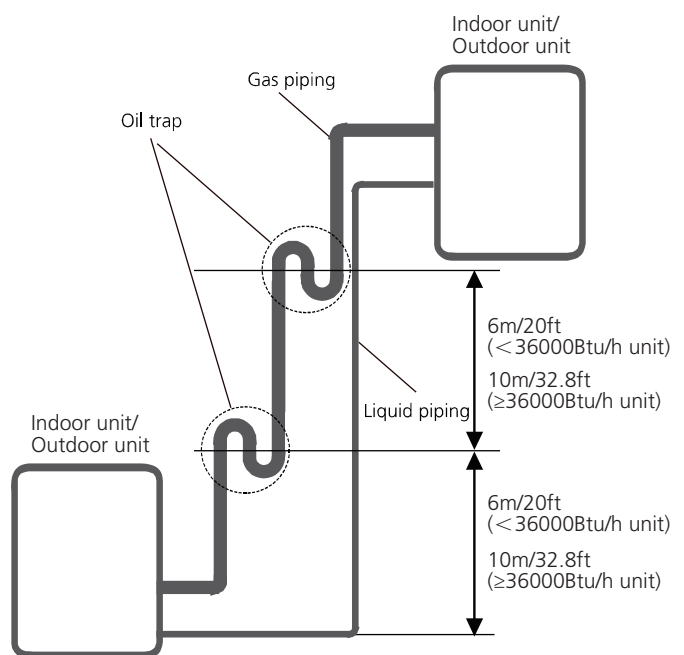 Indoor unit/
Outdoor unit
Gas piping
Oil trap
6m/20ft
(<36000Btu/h unit)
10m/32.8ft
(≥36000Btu/h unit)
Liquid piping
Indoor unit/
Outdoor unit
6m/20ft
(<36000Btu/h unit)
10m/32.8ft
(≥36000Btu/h unit)